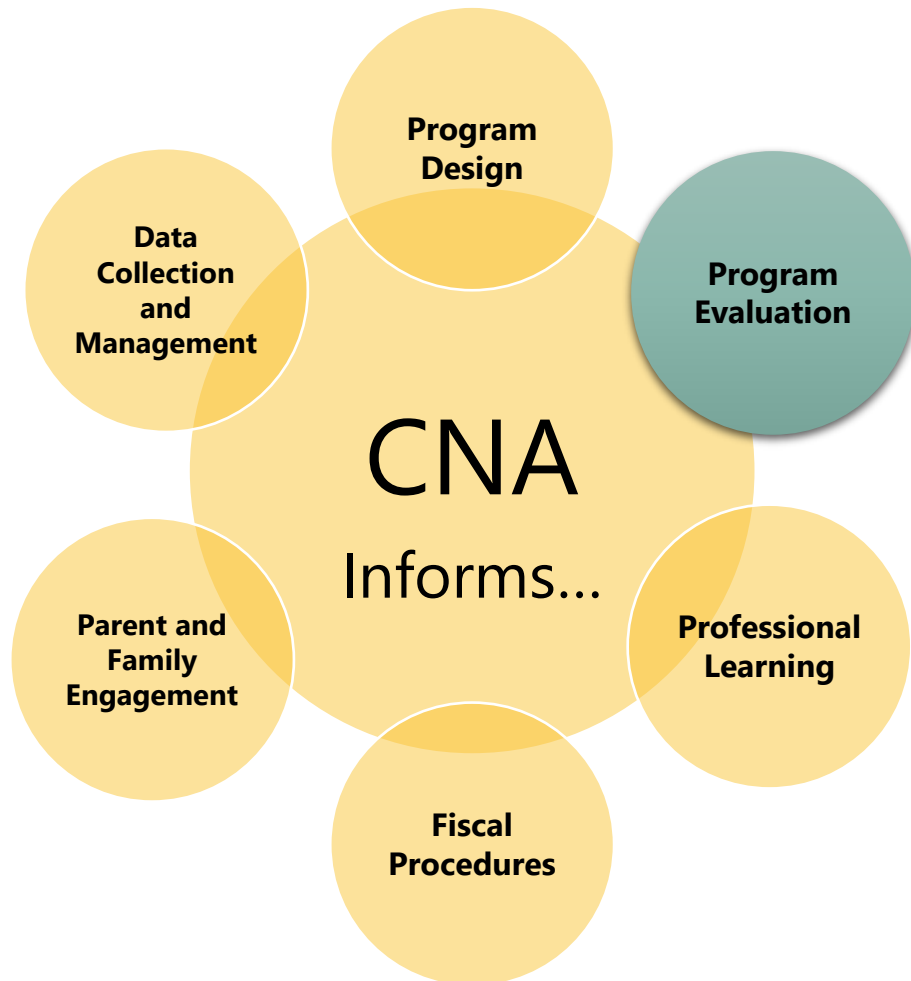 Program
Design
Program
Evaluation
Professional
Learning
Fiscal
Procedures
Parent and
Family
Engagement
Data
Collection
and
Management
CNA
Informs...